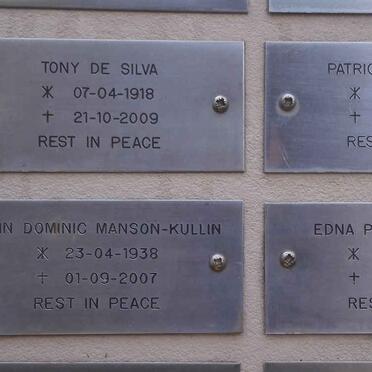 TONY DE SILVA
ᛯ 07-04-1918
† 21-10-2009
REST IN PEACE
DOMINIC MANSON-KULLIN
ᛯ 23-04-1938
† 01-09-2007
REST IN PEACE
ᛯ
†
EDNA
ᛯ
†